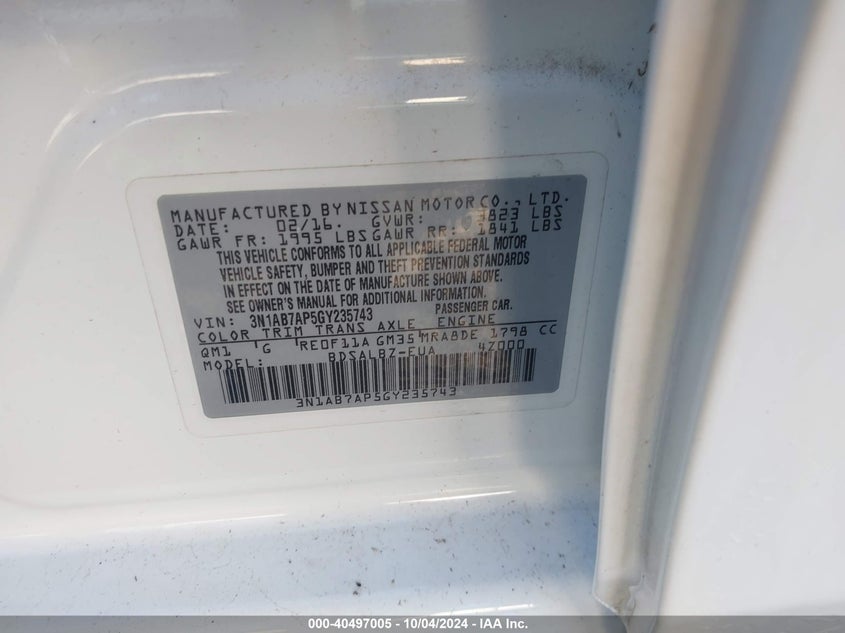 MANUFACTURED BY NISSAN MOTOR CO., LTD.
DATE: 02/16. GVWR: 3823 LBS
GAWR FR: 1995 LBS GAWR RR: 1841 LBS
THIS VEHICLE CONFORMS TO ALL APPLICABLE FEDERAL MOTOR
VEHICLE SAFETY, BUMPER AND THEFT PREVENTION STANDARDS
IN EFFECT ON THE DATE OF MANUFACTURE SHOWN ABOVE.
SEE OWNER'S MANUAL FOR ADDITIONAL INFORMATION.
VIN: 3N1AB7AP5GY235743 PASSENGER CAR.
COLOR TRIM TRANS AXLE ENGINE
QM1 G RE0F11A GM35 MRA8DE 1798 CC
MODEL: BDSALBZ-EUA 4Z000
3N1AB7AP5GY235743
000-40497005 - 10/04/2024 - IAA Inc.